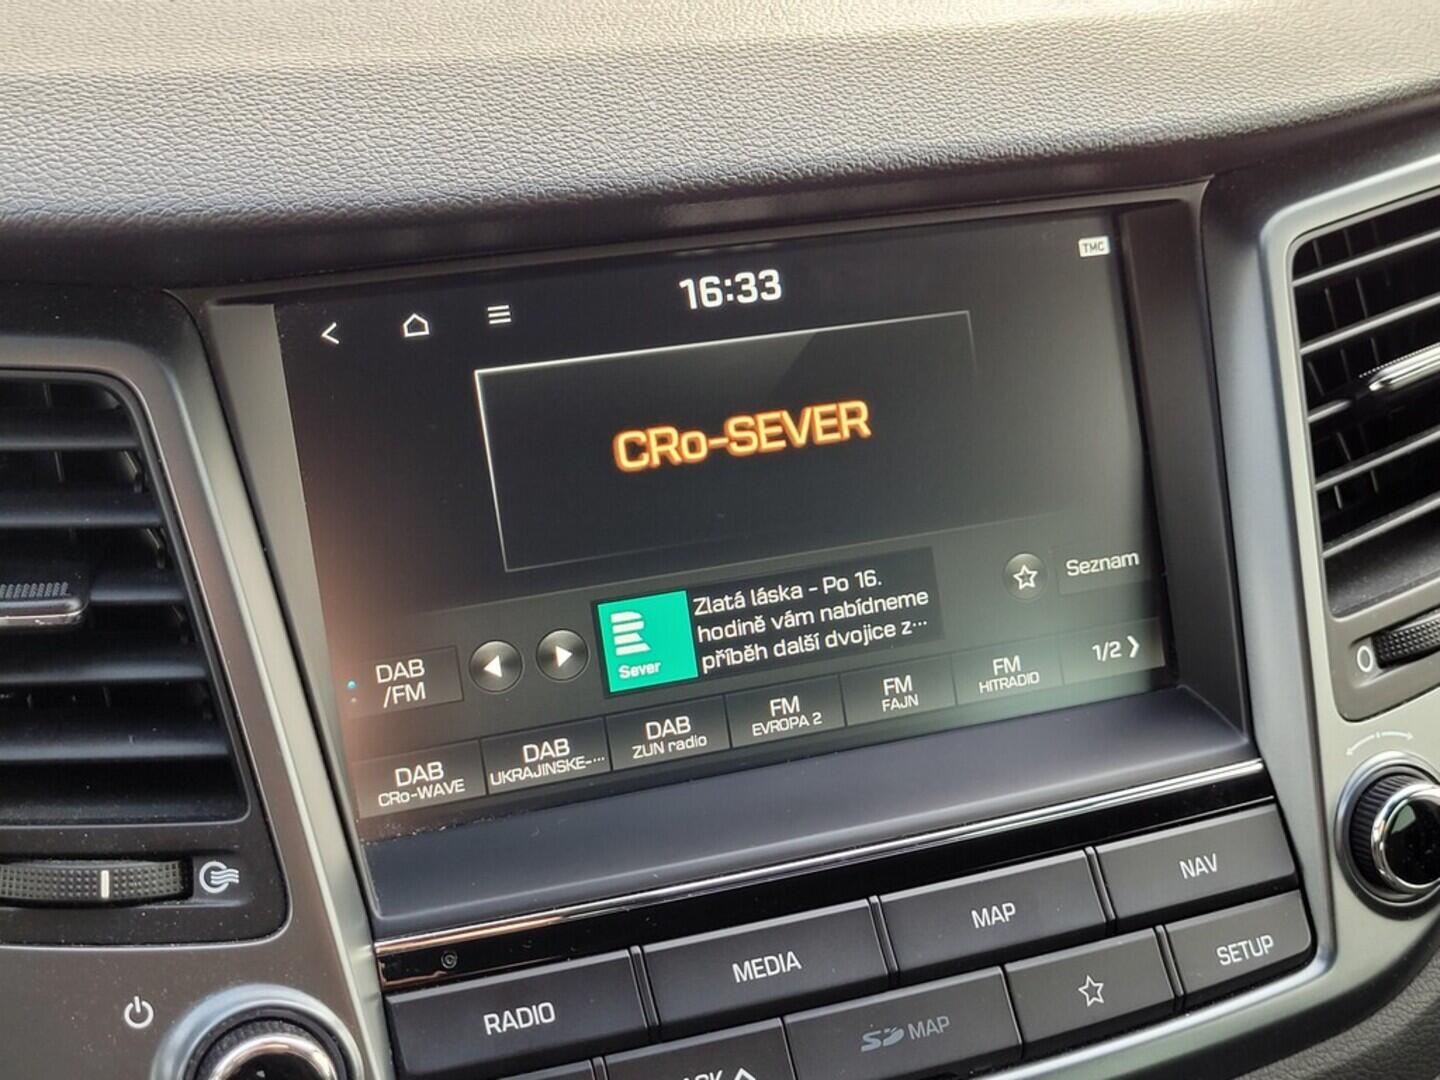 TMC
16:33
CRo-SEVER
Seznam
Zlatá láska - Po 16.
hodině vám nabídneme
příběh další dvojice z...
Sever
DAB
/FM
1/2
DAB
CRo-WAVE
DAB
UKRAJINSKE-...
DAB
ZUN radio
FM
EVROPA 2
FM
FAJN
FM
HITRADIO
0
RADIO
MEDIA
MAP
NAV
SD MAP
SETUP